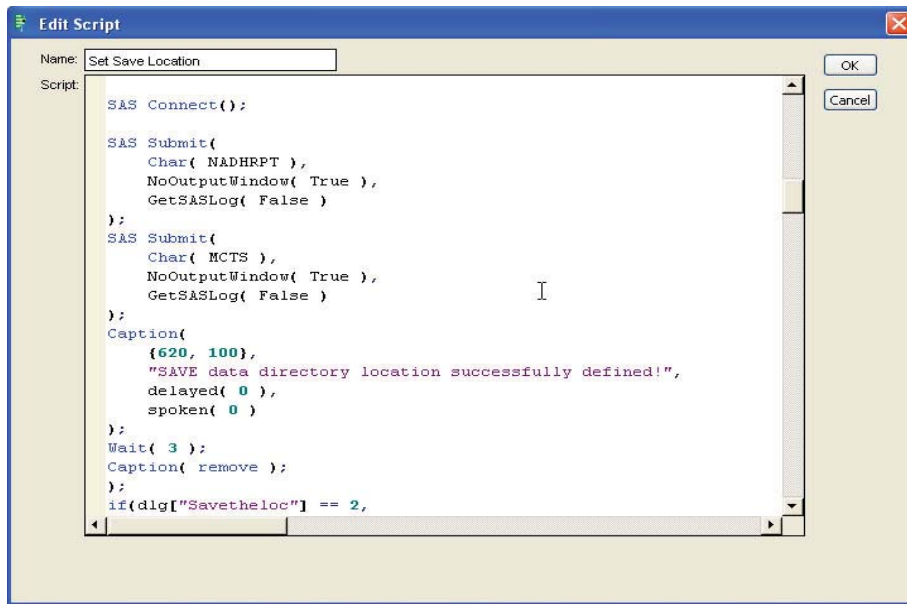 Edit Script
Name: Set Save Location
OK
Script:
Cancel
SAS Connect();
SAS Submit(
Char( NADHRPT ),
NoOutputWindow( True ),
GetSASLog( False )
);
SAS Submit(
Char( MCTS ),
NoOutputWindow( True ),
GetSASLog( False )
);
Caption(
{620, 100},
"SAVE data directory location successfully defined!",
delayed( 0 ),
spoken( 0 )
);
Wait( 3 );
Caption( remove );
);
if(dlg["Savetheloc"] == 2,